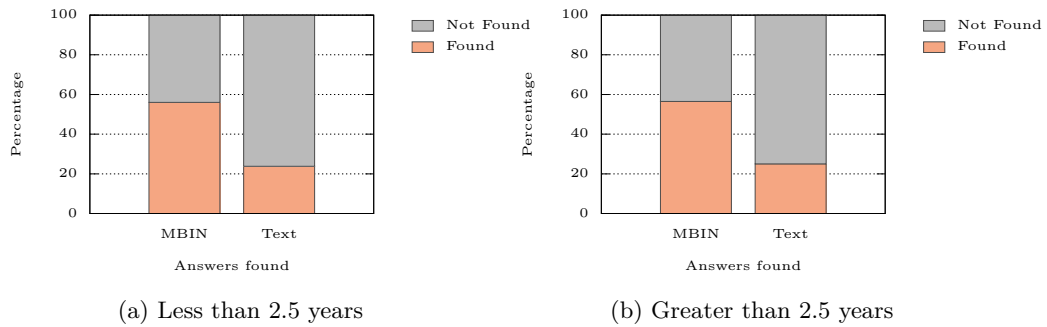 100
80
60
40
20
0
Percentage
MBIN Text
Answers found
Not Found
Found
(a) Less than 2.5 years
100
80
60
40
20
0
Percentage
MBIN Text
Answers found
Not Found
Found
(b) Greater than 2.5 years